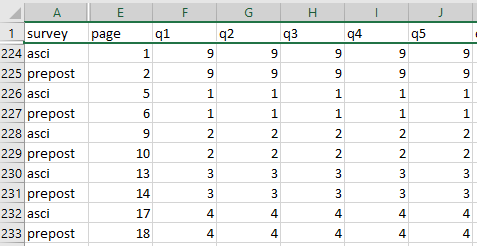 A E F G H I J
1 survey page q1 q2 q3 q4 q5
224 asci 1 9 9 9 9 9
225 prepost 2 9 9 9 9 9
226 asci 5 1 1 1 1 1
227 prepost 6 1 1 1 1 1
228 asci 9 2 2 2 2 2
229 prepost 10 2 2 2 2 2
230 asci 13 3 3 3 3 3
231 prepost 14 3 3 3 3 3
232 asci 17 4 4 4 4 4
233 prepost 18 4 4 4 4 4